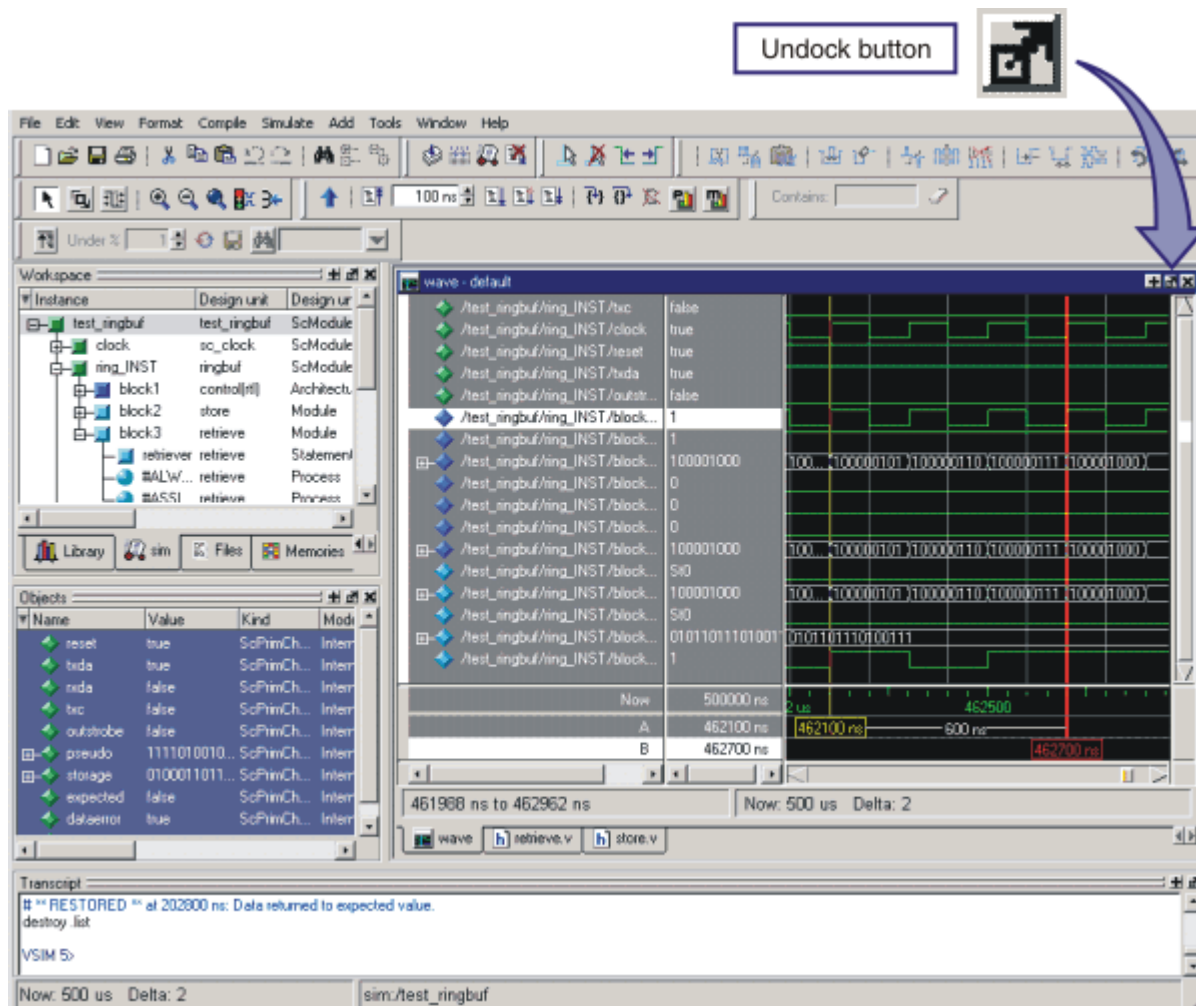 Undock button
File Edit View Format Compile Simulate Add Tools Window Help
100 ns
Contains:
Under % 1
Workspace
Instance Design unit Design ur
test_ringbuf test_ringbuf ScModule
clock sc_clock ScModule
ring_INST ringbuf ScModule
block1 control(rtl) Architectu
block2 store Module
block3 retrieve Module
retriever retrieve Statement
#ALW... retrieve Process
#ASSI retrieve Process
Library sim Files Memories
Objects
Name Value Kind Mode
reset true ScPrimCh... Intern
txda true ScPrimCh... Intern
rxda false ScPrimCh... Intern
txc false ScPrimCh... Intern
outstrobe false ScPrimCh... Intern
pseudo 1111010010... ScPrimCh... Intern
storage 0100011011... ScPrimCh... Intern
expected false ScPrimCh... Intern
dataerror true ScPrimCh... Intern
wave - default
/test_ringbuf/ring_INST/txc false
/test_ringbuf/ring_INST/clock true
/test_ringbuf/ring_INST/reset true
/test_ringbuf/ring_INST/txda true
/test_ringbuf/ring_INST/outstr... false
/test_ringbuf/ring_INST/block... 1
/test_ringbuf/ring_INST/block... 1
/test_ringbuf/ring_INST/block... 100001000 100... 100000101 100000110 100000111 100001000
/test_ringbuf/ring_INST/block... 0
/test_ringbuf/ring_INST/block... 0
/test_ringbuf/ring_INST/block... 0
/test_ringbuf/ring_INST/block... 100001000 100... 100000101 100000110 100000111 100001000
/test_ringbuf/ring_INST/block... St0
/test_ringbuf/ring_INST/block... 100001000 100... 100000101 100000110 100000111 100001000
/test_ringbuf/ring_INST/block... St0
/test_ringbuf/ring_INST/block... 010110111010011 0101101110100111
/test_ringbuf/ring_INST/block... 1
Now 500000 ns 2 us 462500
A 462100 ns 462100 ns 600 ns
B 462700 ns 462700 ns
461988 ns to 462962 ns Now: 500 us Delta: 2
wave retrieve.v store.v
Transcript
# ** RESTORED ** at 202800 ns: Data returned to expected value.
destroy .list
VSIM 5>
Now: 500 us Delta: 2 sim:/test_ringbuf